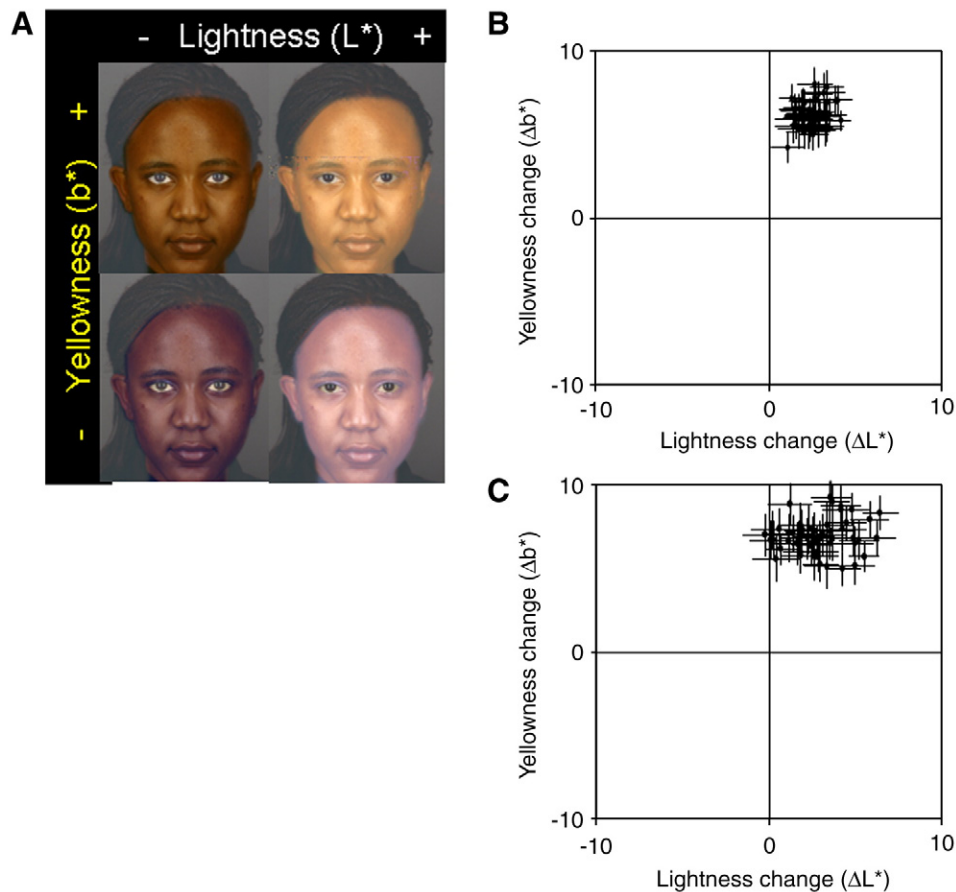 A
- Lightness (L*) +
+
Yellowness (b*)
-
B
10
Yellowness change (Δb*)
0
-10
-10
0
10
Lightness change (ΔL*)
C
10
Yellowness change (Δb*)
0
-10
-10
0
10
Lightness change (ΔL*)